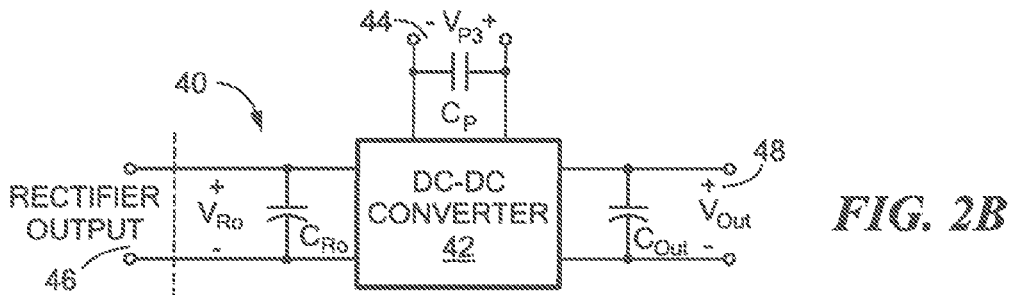 44 - VP3 +
40
CP
RECTIFIER
OUTPUT
46
+
VRo
-
CRo
DC-DC
CONVERTER
42
COut
+
VOut
-
48
FIG. 2B